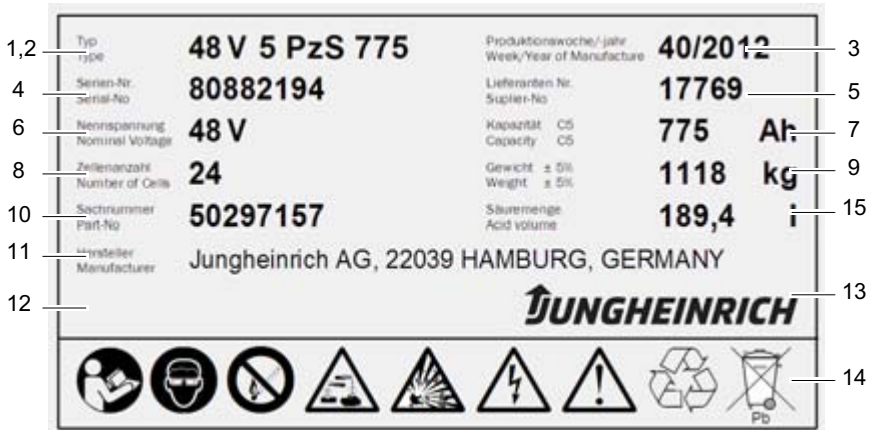 1,2 Typ Type 48 V 5 PzS 775 Produktionswoche/-jahr Week/Year of Manufacture 40/2012 3
4 Serien-Nr. Serial-No 80882194 Lieferanten Nr. Suplier-No 17769 5
6 Nennspannung Nominal Voltage 48 V Kapazität C5 Capacity C5 775 Ah 7
8 Zellenanzahl Number of Cells 24 Gewicht ± 5% Weight ± 5% 1118 kg 9
10 Sachnummer Part-No 50297157 Säuremenge Acid volume 189,4 l 15
11 Hersteller Manufacturer Jungheinrich AG, 22039 HAMBURG, GERMANY
12 JUNGHEINRICH 13
Pb 14